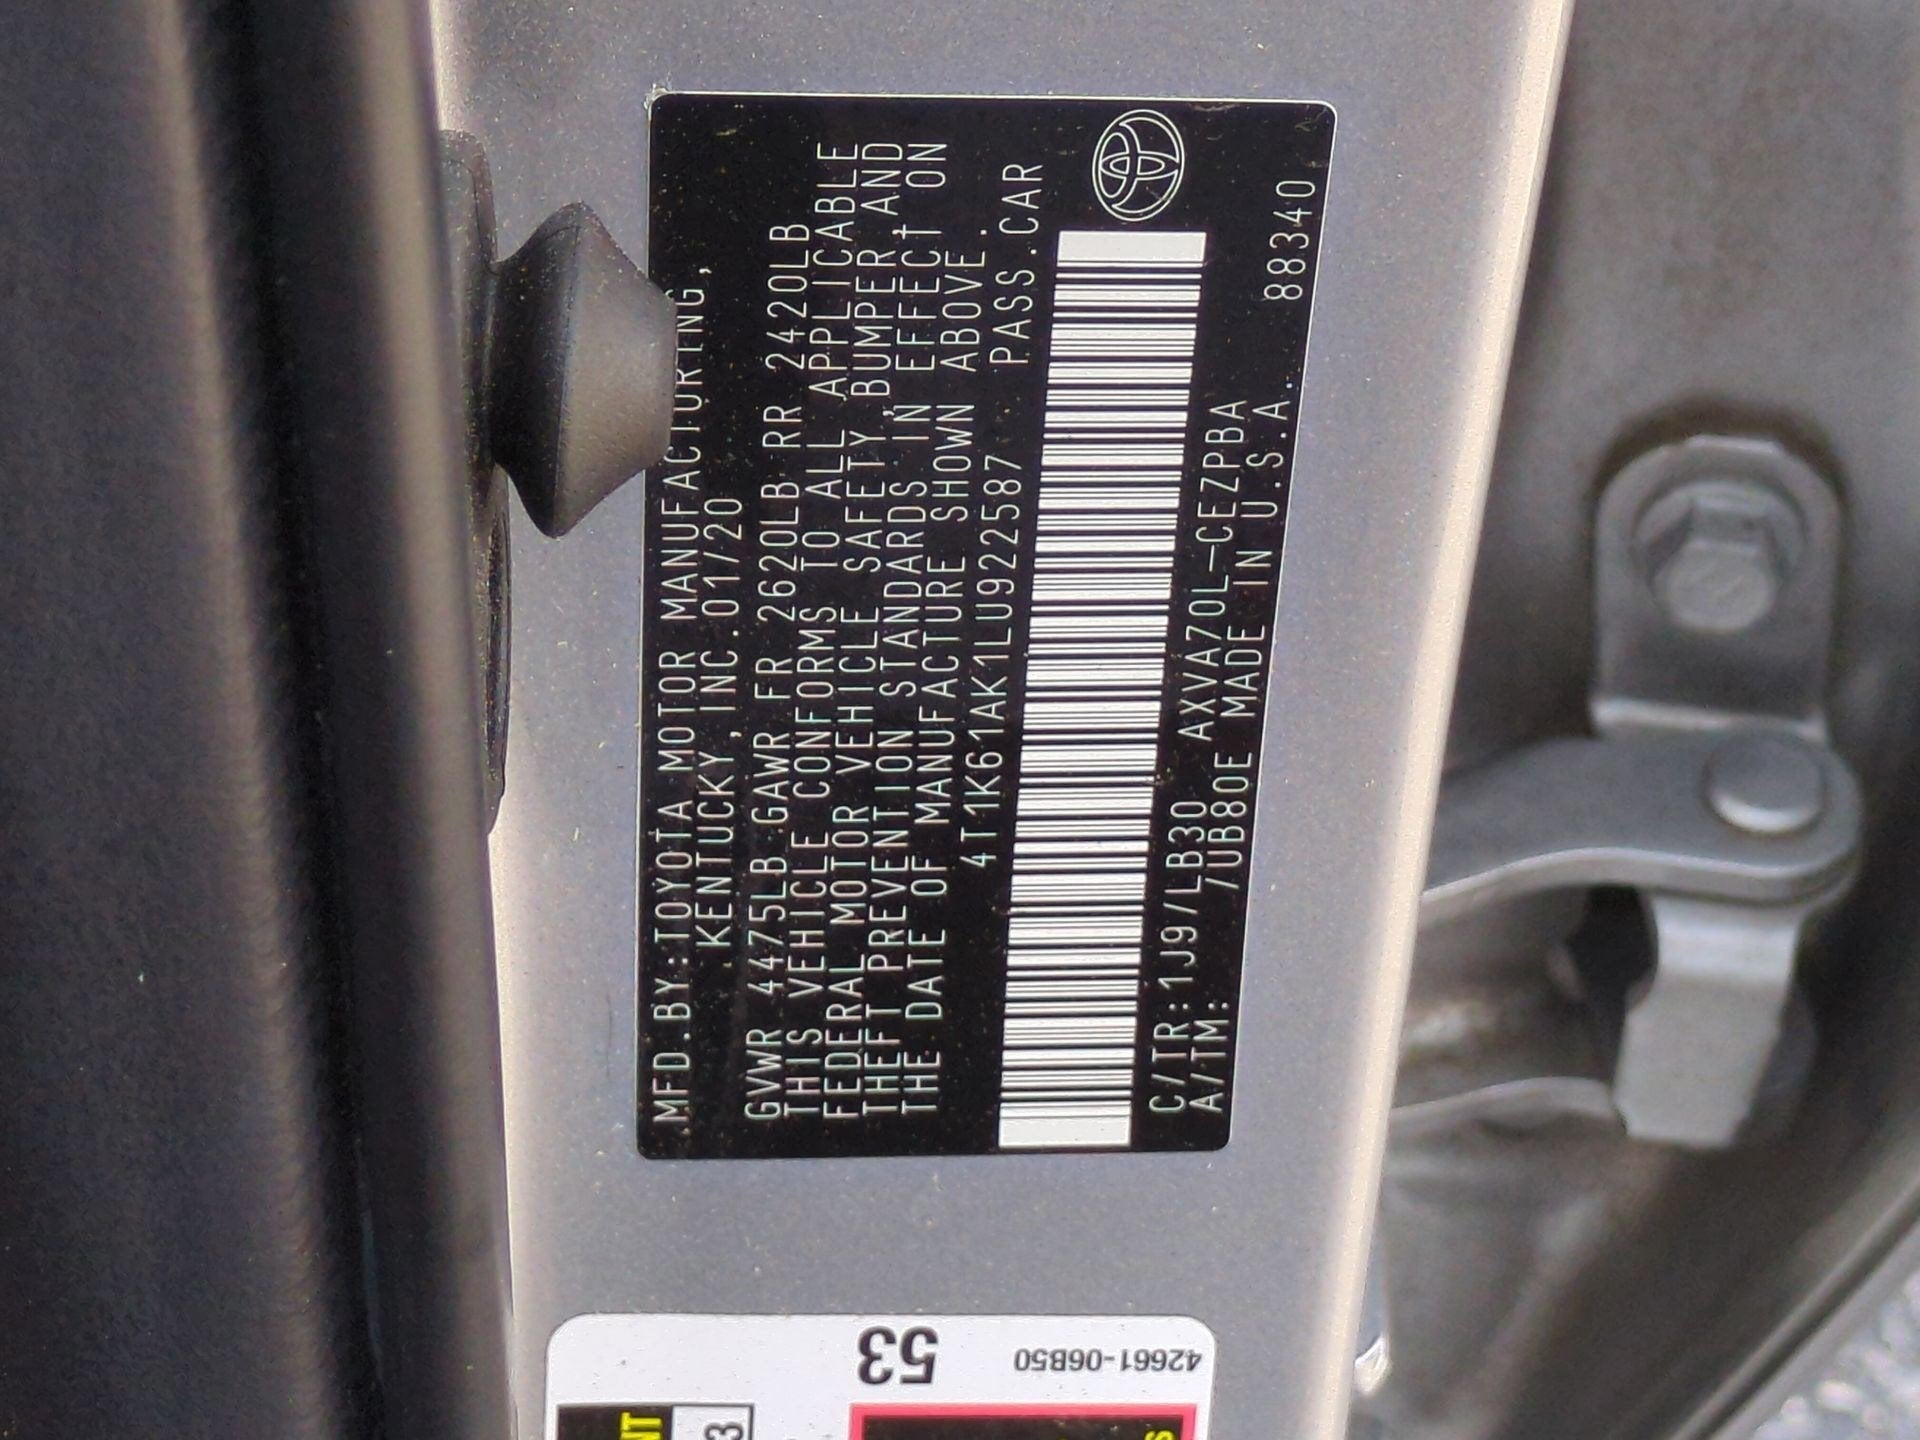 MFD.BY:TOYOTA MOTOR MANUFACTURING,
KENTUCKY,INC.01/20
GVWR 4475LB GAWR FR 2620LB RR 2420LB
THIS VEHICLE CONFORMS TO ALL APPLICABLE
FEDERAL MOTOR VEHICLE SAFETY,BUMPER,AND
THEFT PREVENTION STANDARDS IN EFFECT ON
THE DATE OF MANUFACTURE SHOWN ABOVE.
4T1K61AK1LU922587 PASS.CAR
C/TR:1J9/LB30 AXVA70L-CEZPBA
A/TM: /UB80E MADE IN U.S.A. 88340
53
42661-06B50